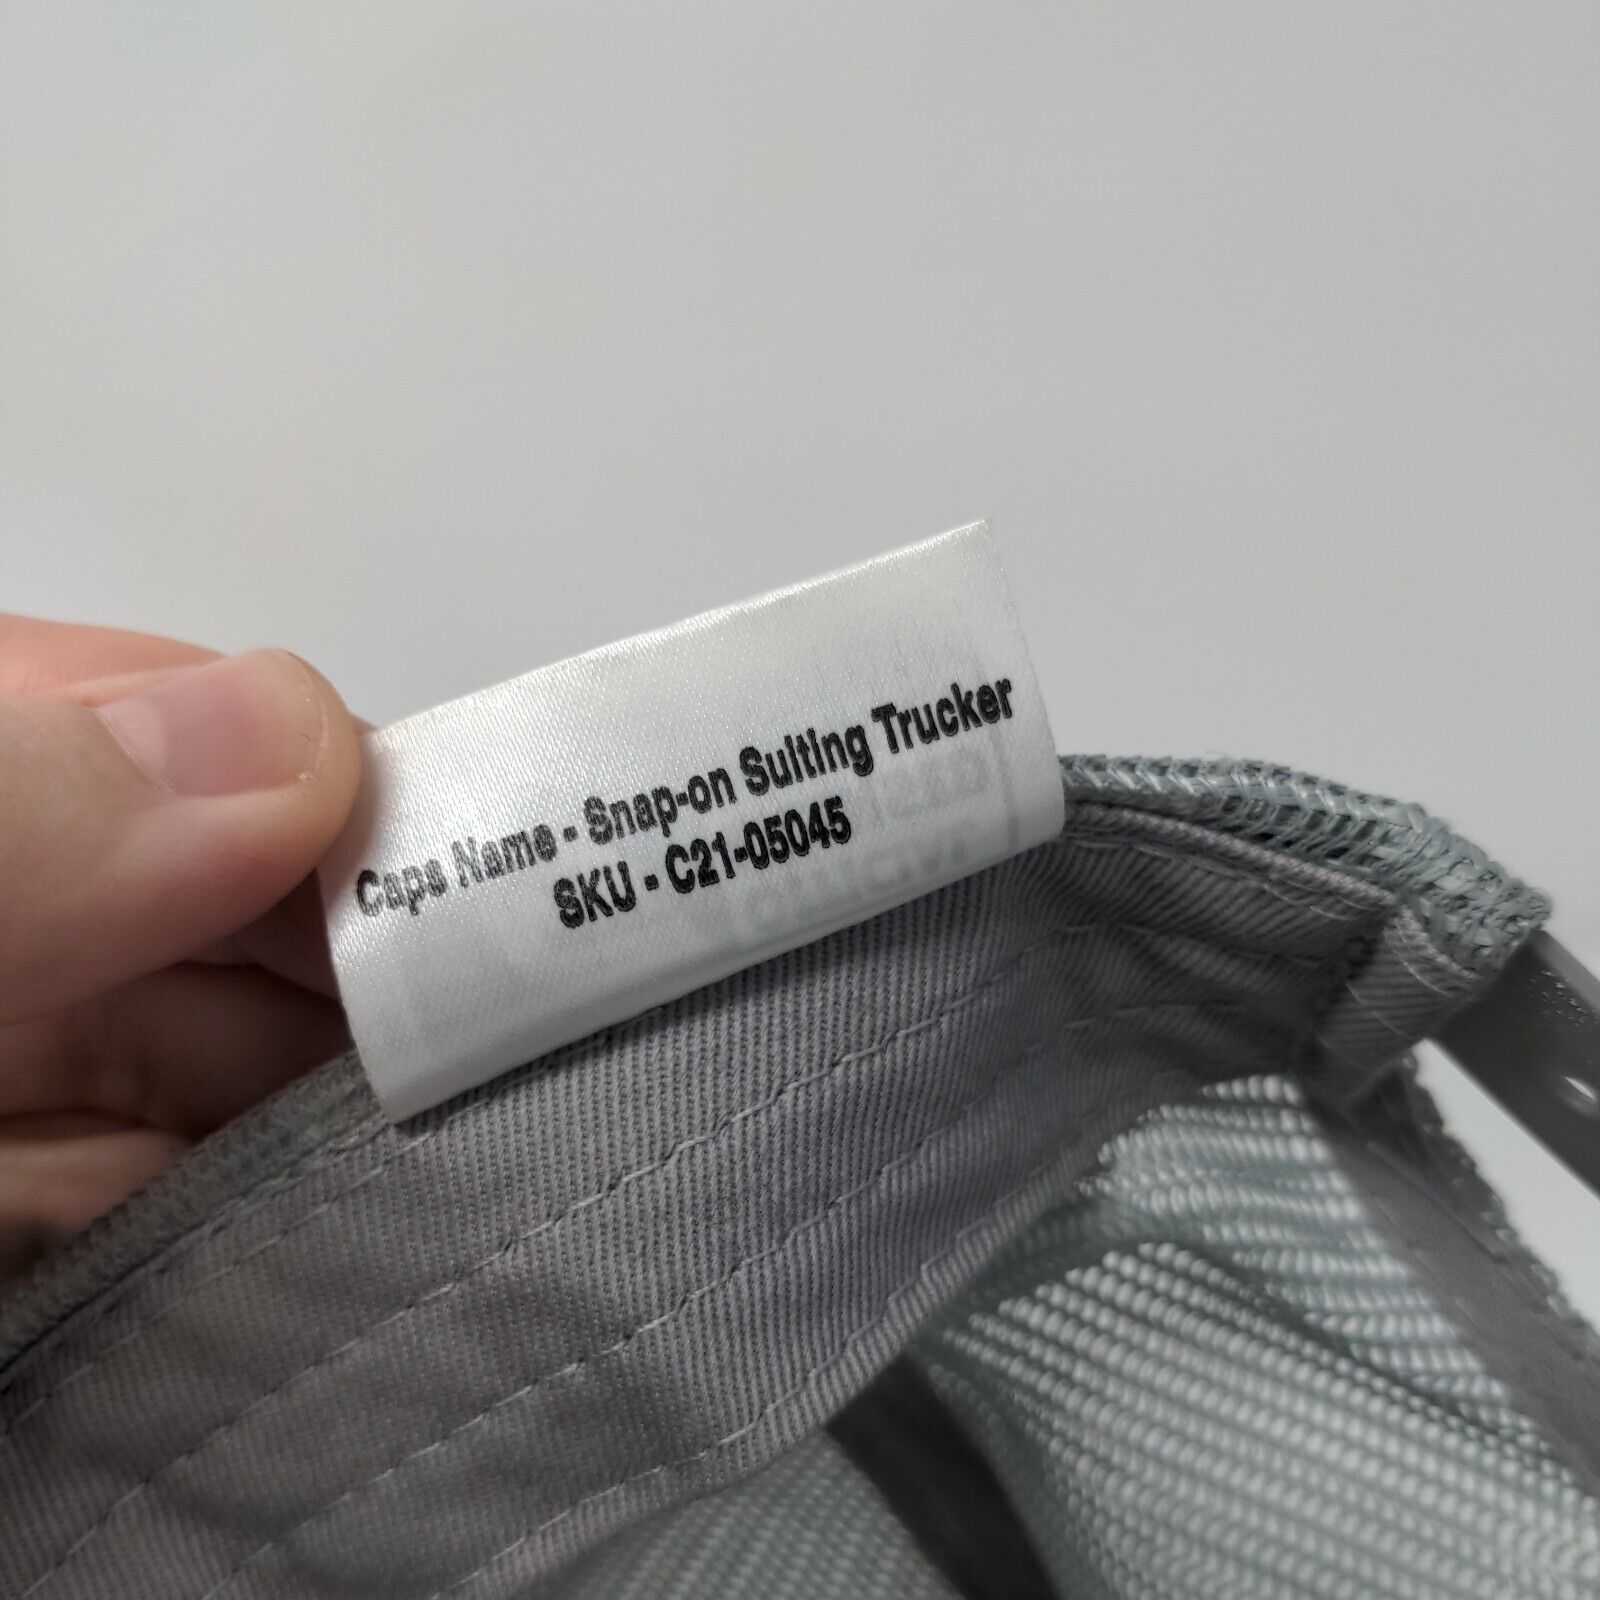 Caps Name - Snap-on Suiting Trucker
SKU - C21-05045